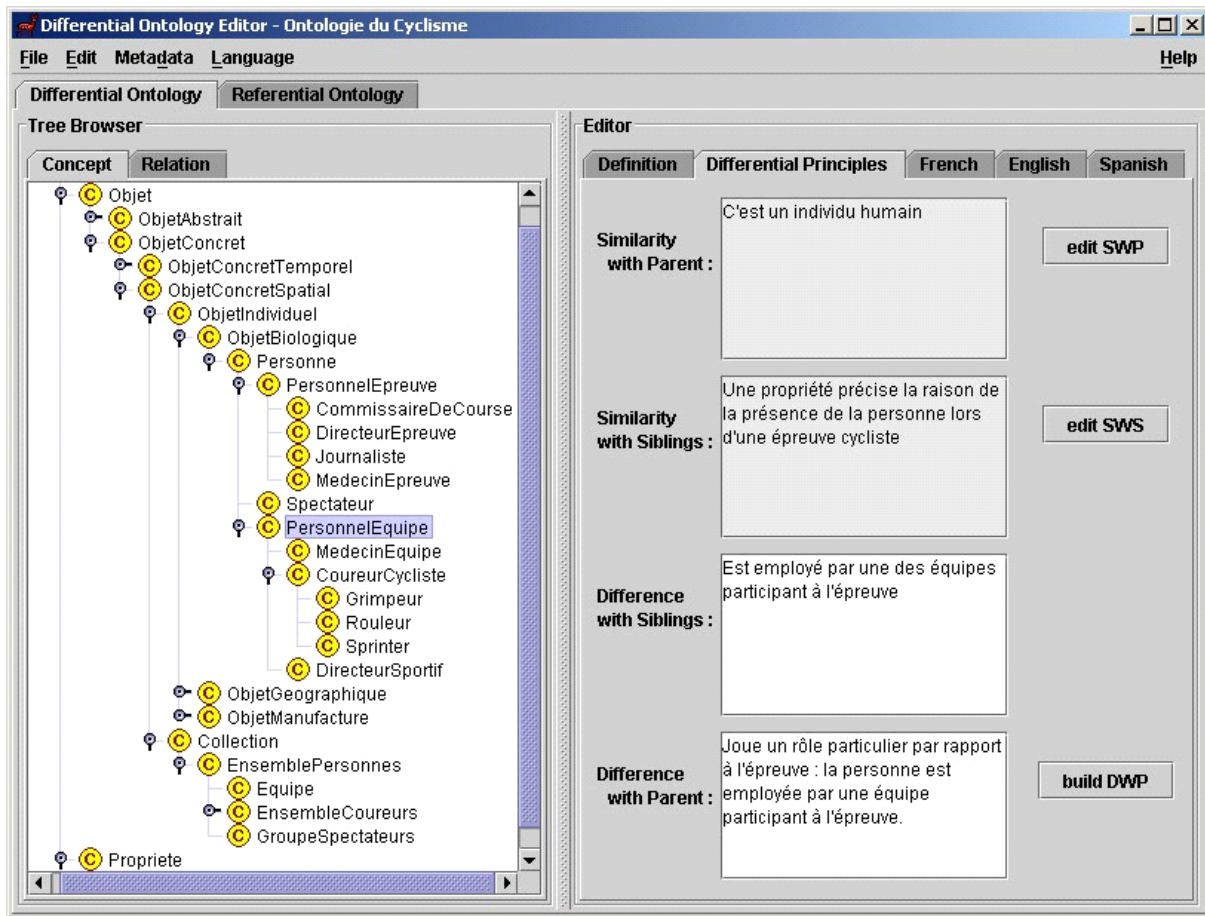 Differential Ontology Editor - Ontologie du Cyclisme
File Edit Metadata Language Help
Differential Ontology Referential Ontology
Tree Browser
Concept Relation
C Objet
C ObjetAbstrait
C ObjetConcret
C ObjetConcretTemporel
C ObjetConcretSpatial
C ObjetIndividuel
C ObjetBiologique
C Personne
C PersonnelEpreuve
C CommissaireDeCourse
C DirecteurEpreuve
C Journaliste
C MedecinEpreuve
C Spectateur
C PersonnelEquipe
C MedecinEquipe
C CoureurCycliste
C Grimpeur
C Rouleur
C Sprinter
C DirecteurSportif
C ObjetGeographique
C ObjetManufacture
C Collection
C EnsemblePersonnes
C Equipe
C EnsembleCoureurs
C GroupeSpectateurs
C Propriete
Editor
Definition Differential Principles French English Spanish
Similarity
with Parent :
C'est un individu humain
edit SWP
Similarity
with Siblings :
Une propriété précise la raison de
la présence de la personne lors
d'une épreuve cycliste
edit SWS
Difference
with Siblings :
Est employé par une des équipes
participant à l'épreuve
Difference
with Parent :
Joue un rôle particulier par rapport
à l'épreuve : la personne est
employée par une équipe
participant à l'épreuve.
build DWP